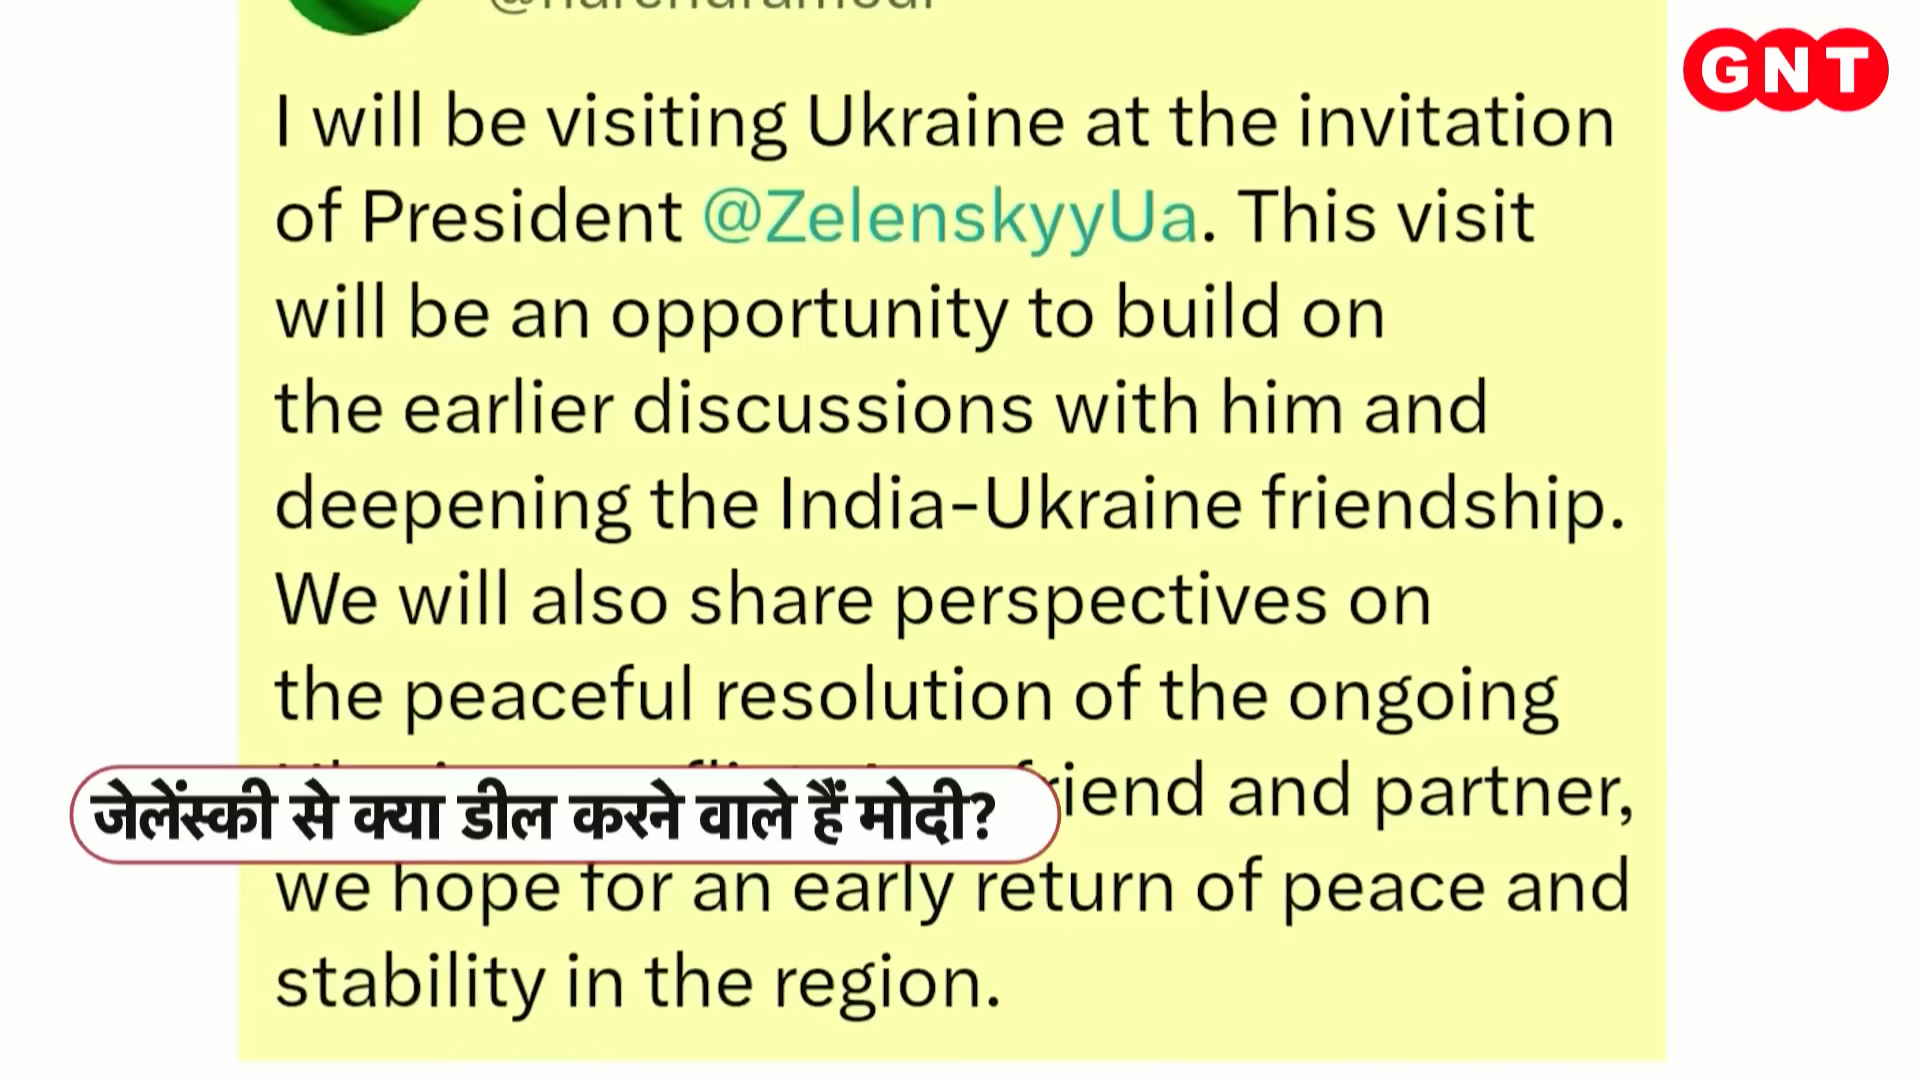 GNT
I will be visiting Ukraine at the invitation
of President @ZelenskyyUa. This visit
will be an opportunity to build on
the earlier discussions with him and
deepening the India-Ukraine friendship.
We will also share perspectives on
the peaceful resolution of the ongoing
and partner,
जेलेंस्की से क्या डील करने वाले हैं मोदी?
we hope for an early return of peace and
stability in the region.